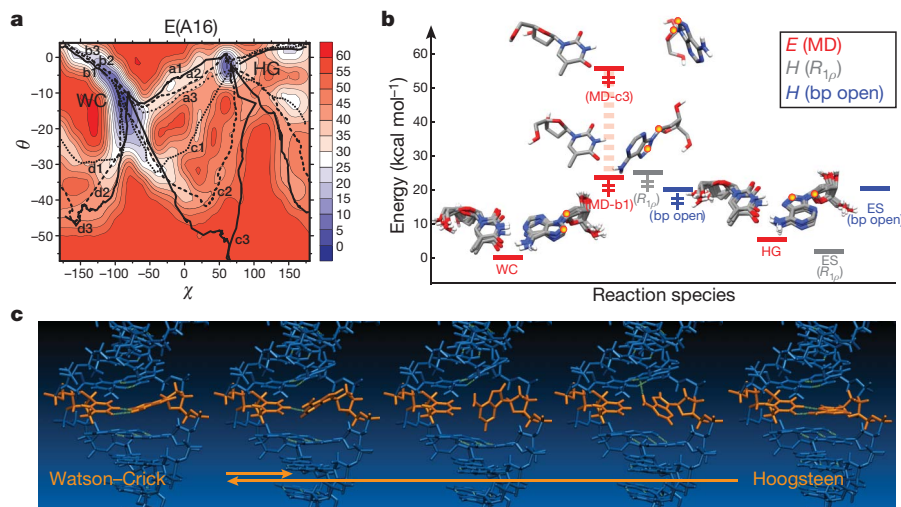 a
E(A16)
0
−10
−20
−30
−40
−50
θ
−150
−100
−50
0
50
100
150
χ
b3
b2
b1
WC
a1
a2
a3
HG
c1
c2
c3
d1
d2
d3
60
55
50
45
40
35
30
25
20
15
10
5
0
b
Energy (kcal mol−1)
60
50
40
30
20
10
0
Reaction species
E (MD)
H (R1ρ)
H (bp open)
(MD-c3)
(MD-b1)
(R1ρ)
(bp open)
WC
HG
ES
(R1ρ)
ES
(bp open)
c
Watson–Crick
Hoogsteen